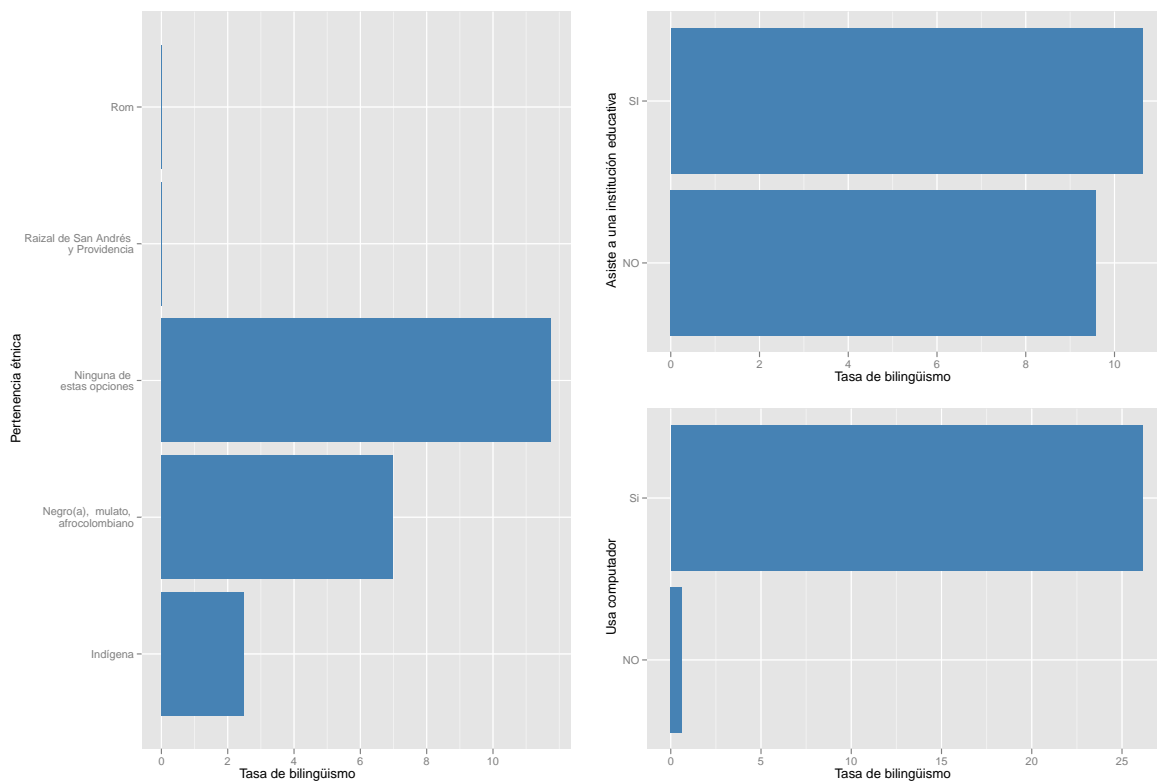 Pertenencia étnica
Rom
Raizal de San Andrés
y Providencia
Ninguna de
estas opciones
Negro(a), mulato,
afrocolombiano
Indígena
0 2 4 6 8 10
Tasa de bilingüismo
Asiste a una institución educativa
SI
NO
0 2 4 6 8 10
Tasa de bilingüismo
Usa computador
Si
NO
0 5 10 15 20 25
Tasa de bilingüismo